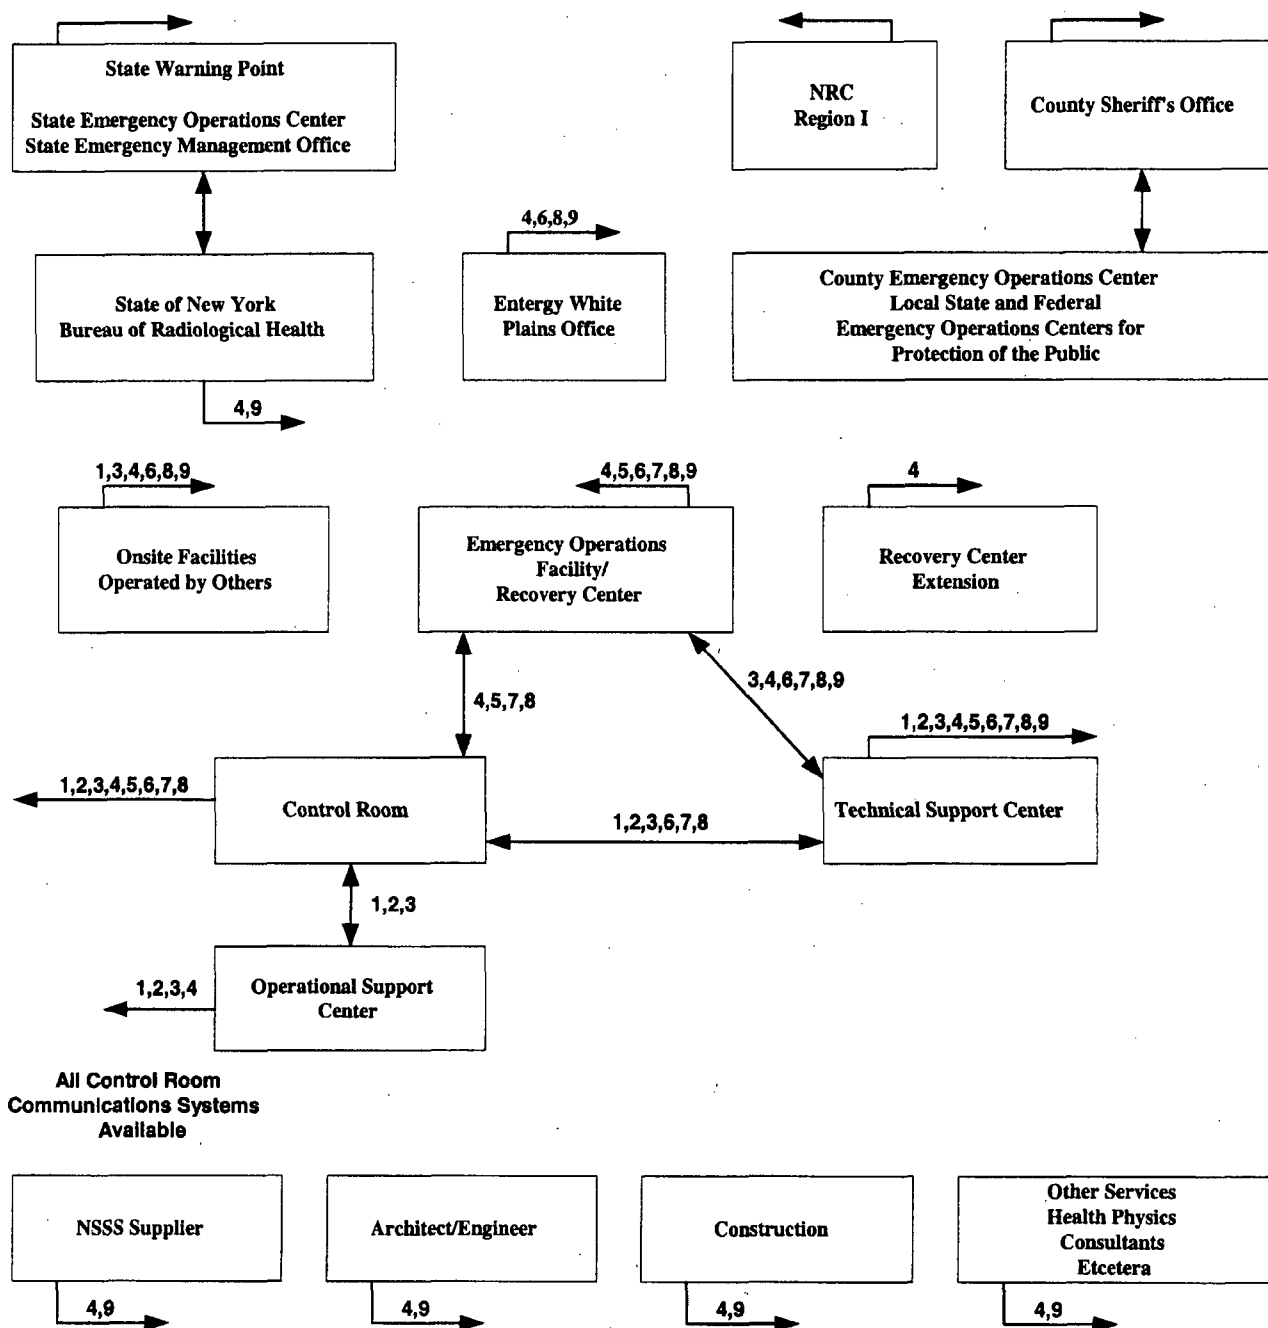 State Warning Point
State Emergency Operations Center
State Emergency Management Office
NRC
Region I
County Sheriff's Office
4,6,8,9
State of New York
Bureau of Radiological Health
Entergy White
Plains Office
County Emergency Operations Center
Local State and Federal
Emergency Operations Centers for
Protection of the Public
4,9
1,3,4,6,8,9
4,5,6,7,8,9
4
Onsite Facilities
Operated by Others
Emergency Operations
Facility/
Recovery Center
Recovery Center
Extension
4,5,7,8
3,4,6,7,8,9
1,2,3,4,5,6,7,8,9
1,2,3,4,5,6,7,8
Control Room
1,2,3,6,7,8
Technical Support Center
1,2,3
1,2,3,4
Operational Support
Center
All Control Room
Communications Systems
Available
NSSS Supplier
Architect/Engineer
Construction
Other Services
Health Physics
Consultants
Etcetera
4,9
4,9
4,9
4,9